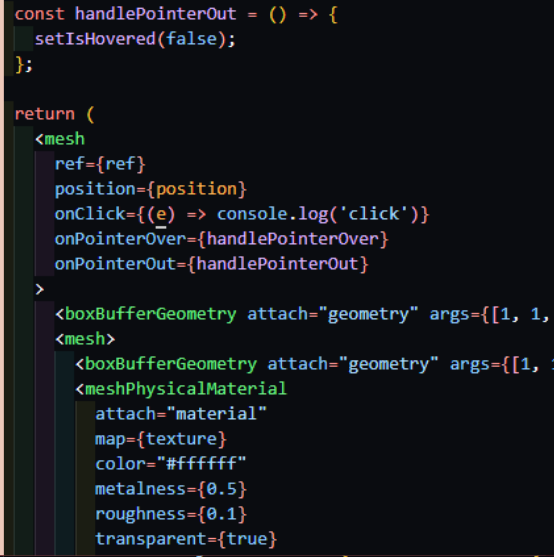 const handlePointerOut = () => {
setIsHovered(false);
};
return (
<mesh
ref={ref}
position={position}
onClick={(e) => console.log('click')}
onPointerOver={handlePointerOver}
onPointerOut={handlePointerOut}
>
<boxBufferGeometry attach="geometry" args={[1, 1,
<mesh>
<boxBufferGeometry attach="geometry" args={[1,
<meshPhysicalMaterial
attach="material"
map={texture}
color="#ffffff"
metalness={0.5}
roughness={0.1}
transparent={true}